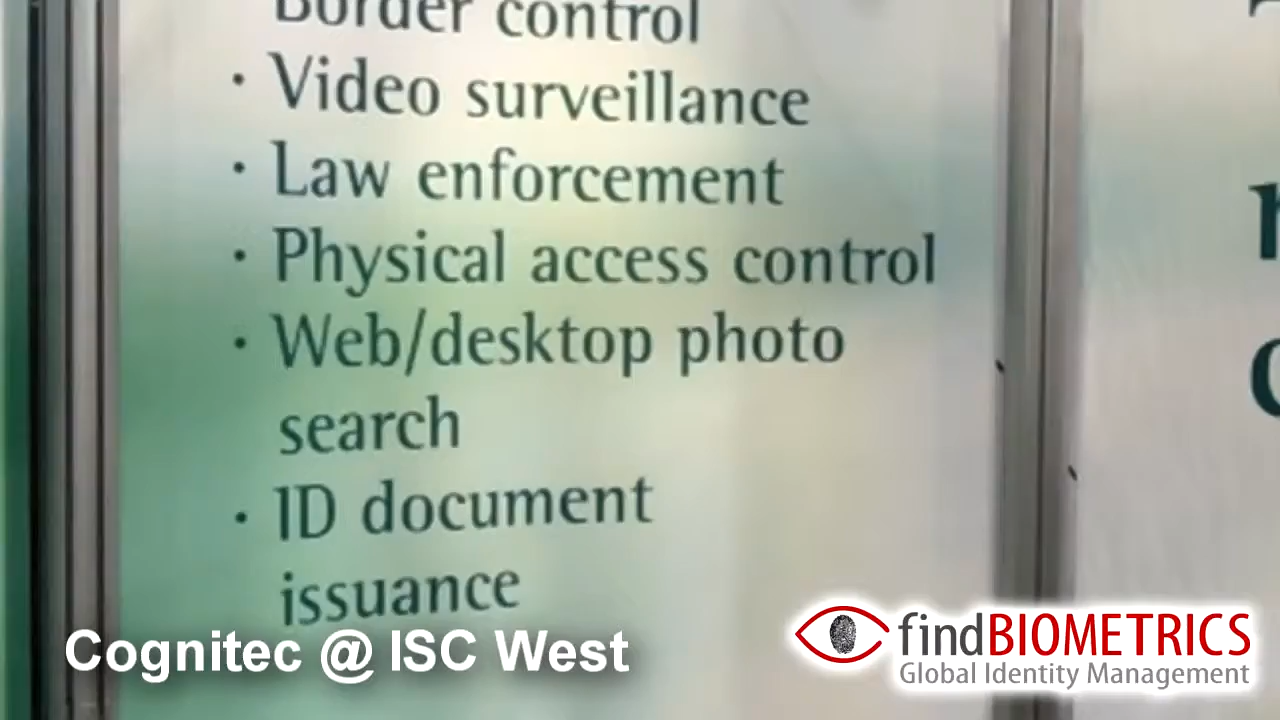 Border control
· Video surveillance
· Law enforcement
· Physical access control
· Web/desktop photo
search
· ID document
issuance
Cognitec @ ISC West
findBIOMETRICS
Global Identity Management